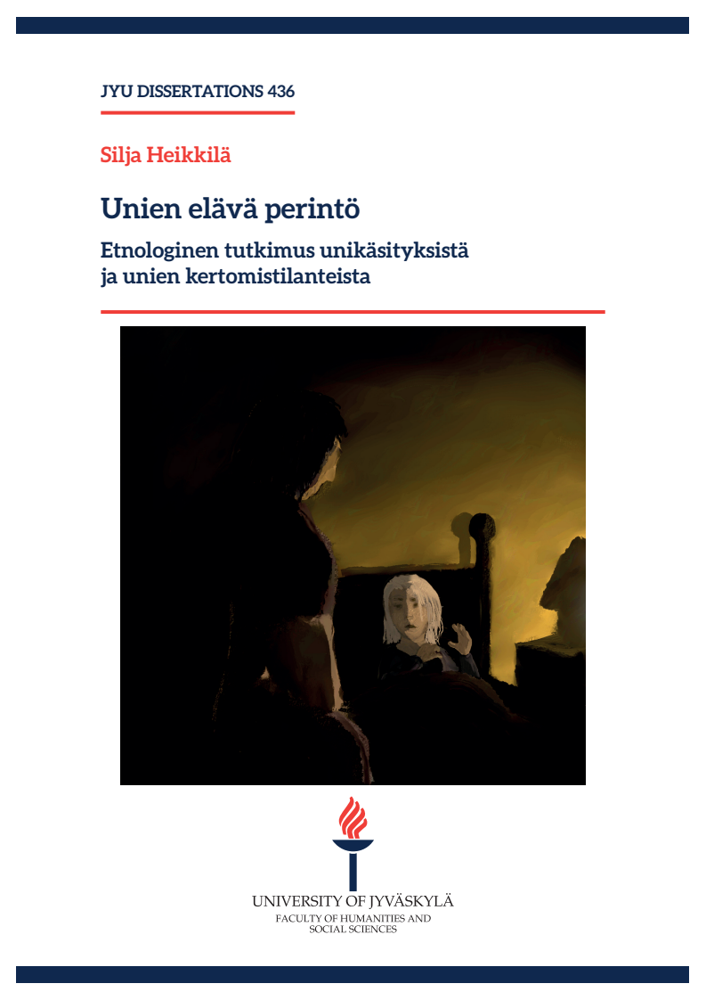 JYU DISSERTATIONS 436
Silja Heikkilä
Unien elävä perintö
Etnologinen tutkimus unikäsityksistä
ja unien kertomistilanteista
UNIVERSITY OF JYVÄSKYLÄ
FACULTY OF HUMANITIES AND
SOCIAL SCIENCES